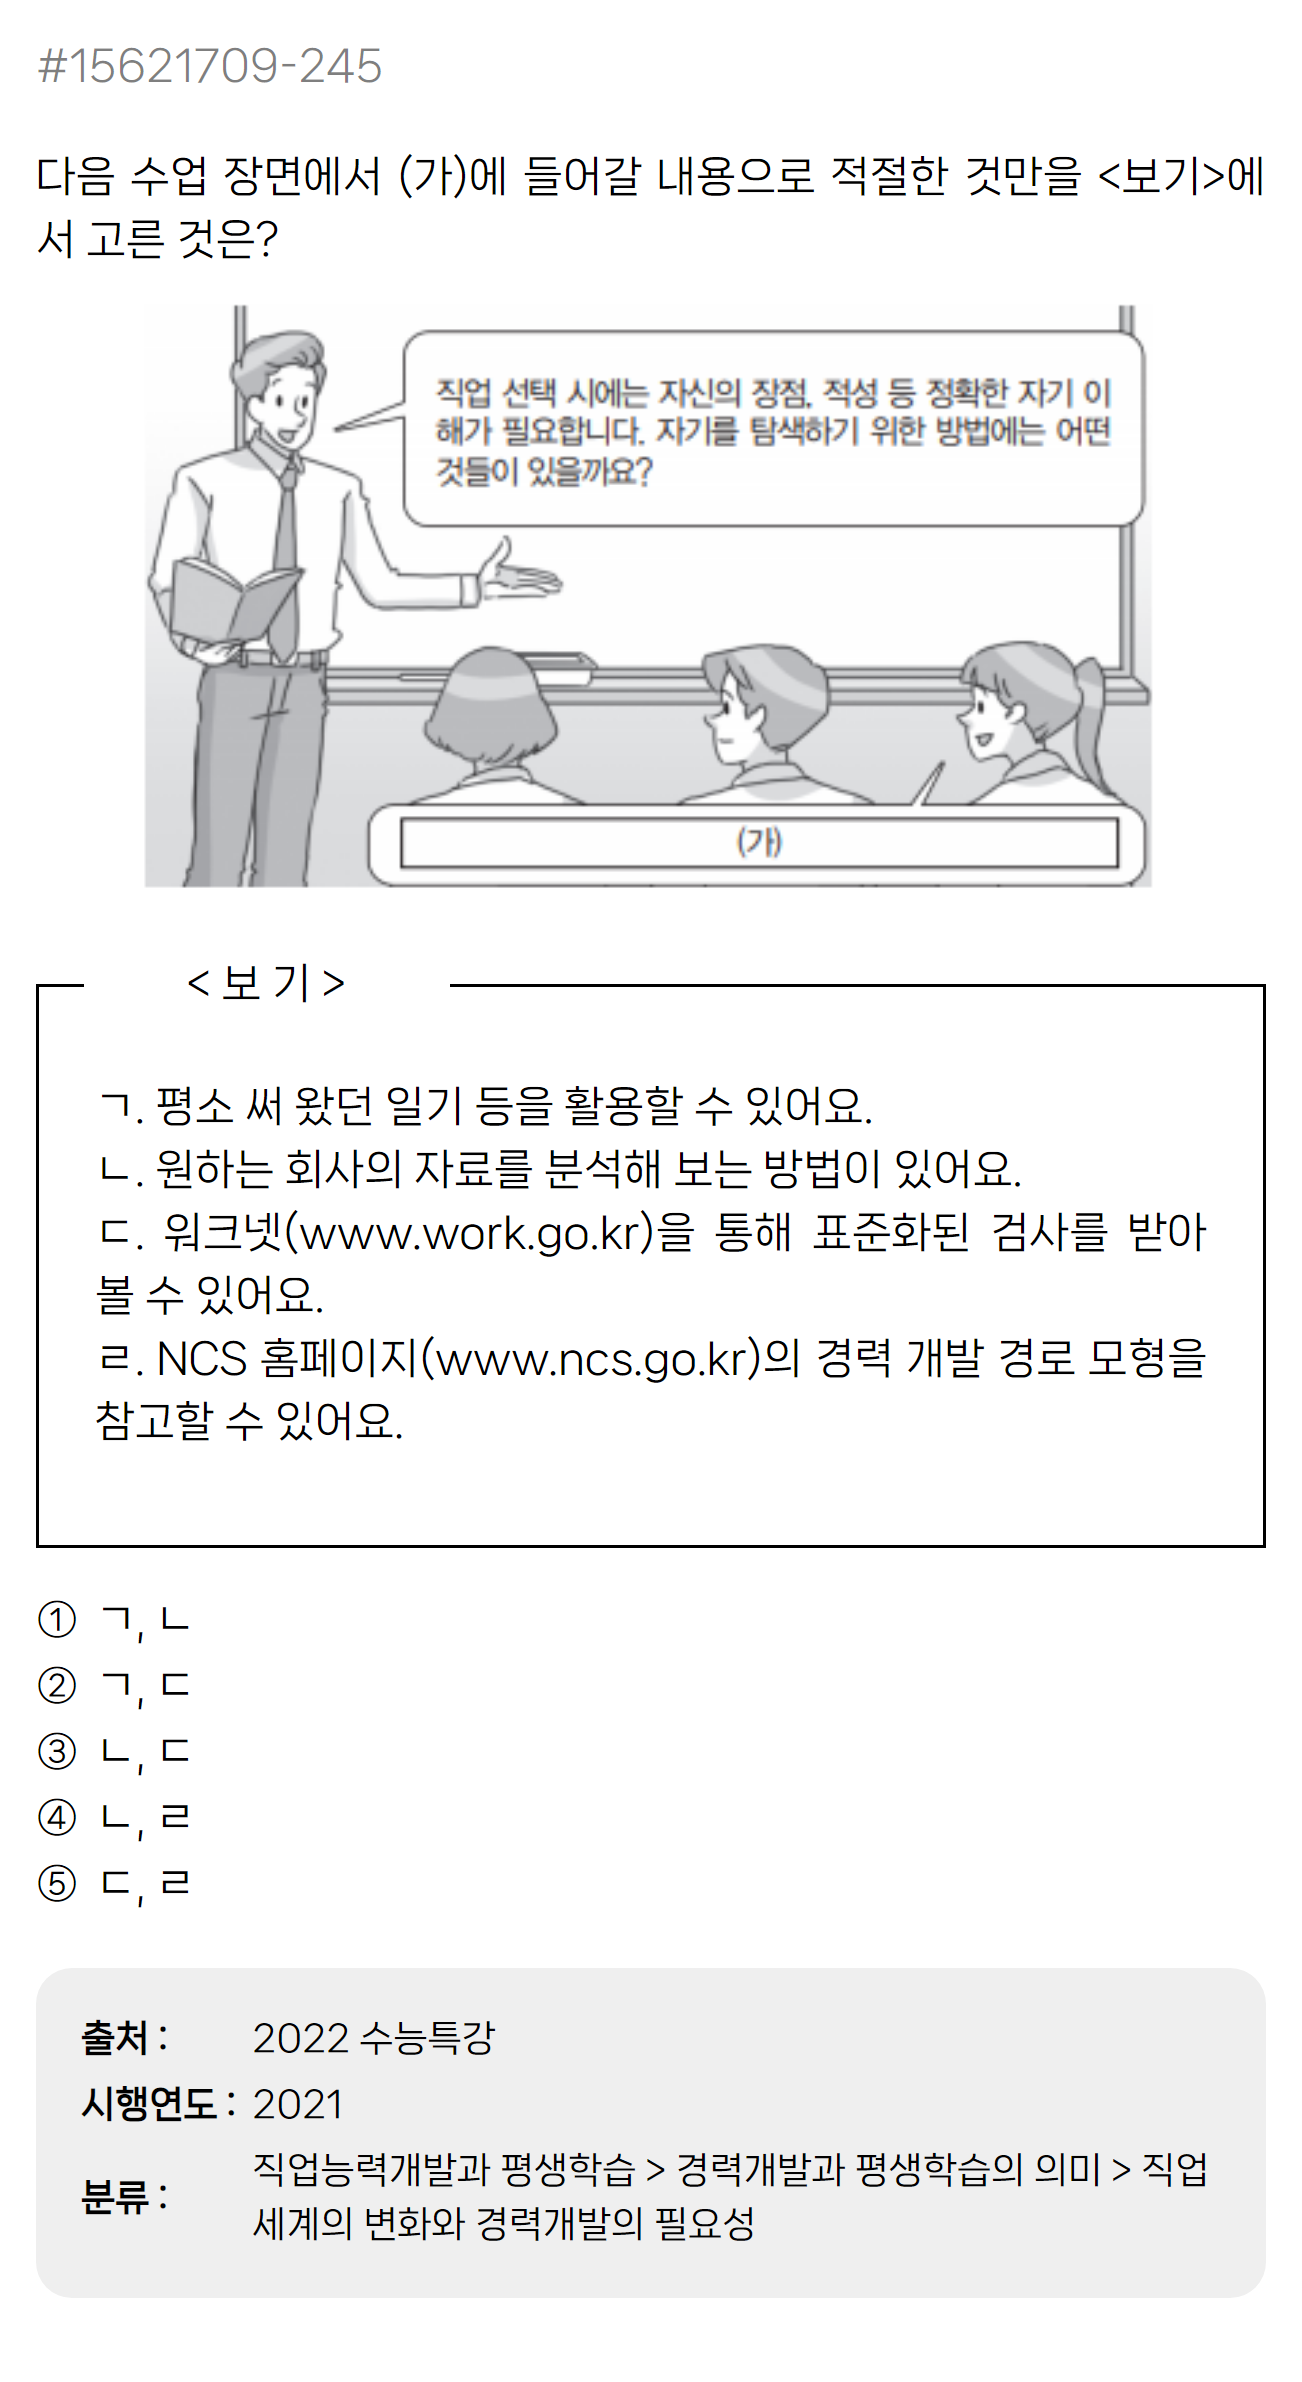 #15621709-245
다음 수업 장면에서 (가)에 들어갈 내용으로 적절한 것만을 <보기>에
서 고른 것은?
직업 선택 시에는 자신의 장점, 적성 등 정확한 자기 이
해가 필요합니다. 자기를 탐색하기 위한 방법에는 어떤
것들이 있을까요?
(가)
< 보 기 >
ㄱ. 평소 써 왔던 일기 등을 활용할 수 있어요.
ㄴ. 원하는 회사의 자료를 분석해 보는 방법이 있어요.
ㄷ. 워크넷(www.work.go.kr)을 통해 표준화된 검사를 받아
볼 수 있어요.
ㄹ. NCS 홈페이지(www.ncs.go.kr)의 경력 개발 경로 모형을
참고할 수 있어요.
① ㄱ, ㄴ
② ㄱ, ㄷ
③ ㄴ, ㄷ
④ ㄴ, ㄹ
⑤ ㄷ, ㄹ
출처 : 2022 수능특강
시행연도 : 2021
분류 : 직업능력개발과 평생학습 > 경력개발과 평생학습의 의미 > 직업
세계의 변화와 경력개발의 필요성